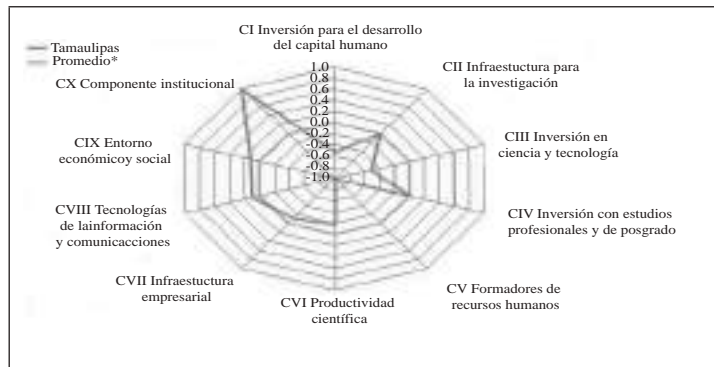 CI Inversión para el desarrollo
del capital humano
Tamaulipas
Promedio*
CX Componente institucional
CII Infraestuctura para
la investigación
1.0
0.8
0.6
0.4
0.2
0.0
-0.2
-0.4
-0.6
-0.8
-1.0
CIX Entorno
económicoy social
CIII Inversión en
ciencia y tecnología
CVIII Tecnologías
de lainformación
y comunicacciones
CIV Inversión con estudios
profesionales y de posgrado
CVII Infraestuctura
empresarial
CVI Productividad
científica
CV Formadores de
recursos humanos